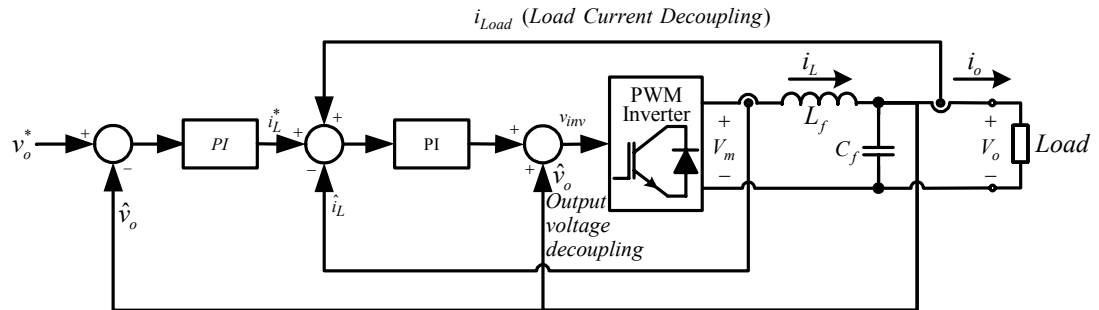 i_Load (Load Current Decoupling)
i_L
i_o
PWM
Inverter
v_o^*
+
−
v̂_o
PI
i_L^*
+
+
−
î_L
PI
+
+
v_inv
v̂_o
Output
voltage
decoupling
+
V_m
−
L_f
C_f
+
V_o
−
Load